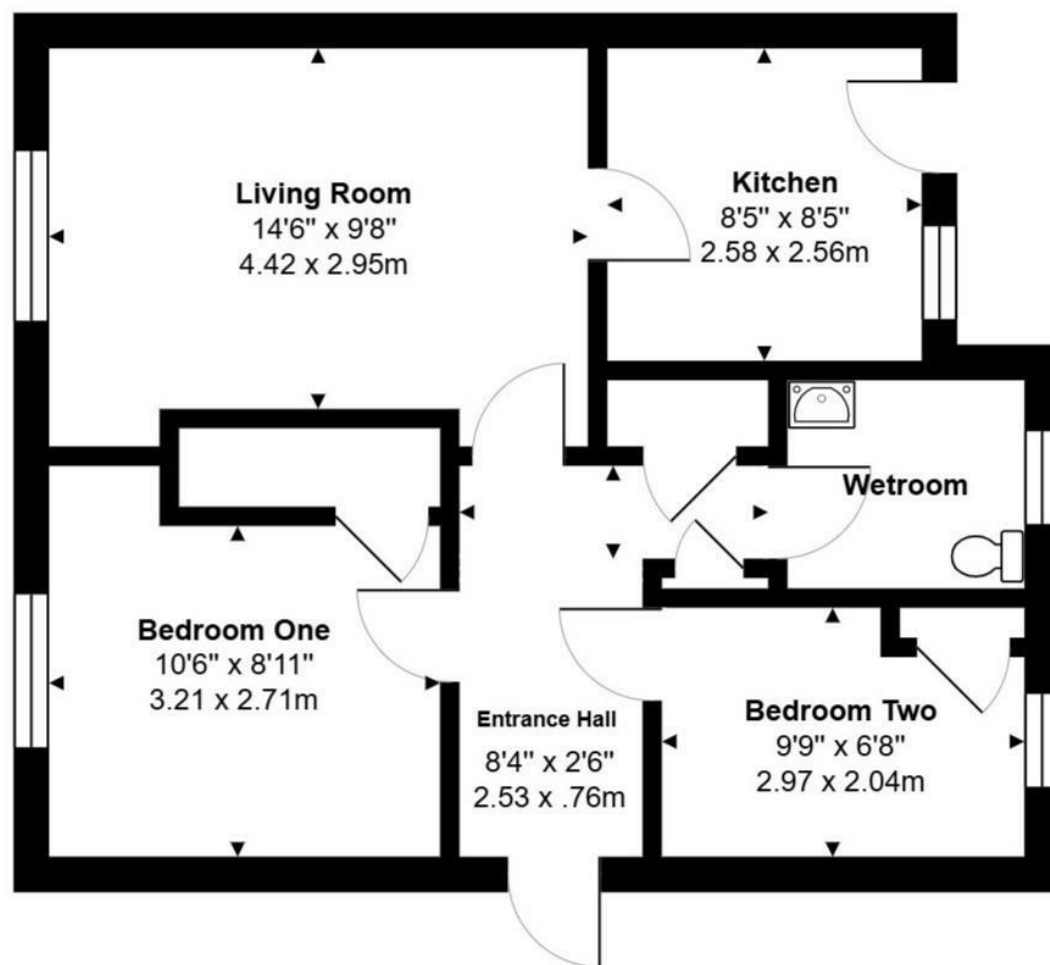 Living Room
14'6" x 9'8"
4.42 x 2.95m
Kitchen
8'5" x 8'5"
2.58 x 2.56m
Wetroom
Bedroom One
10'6" x 8'11"
3.21 x 2.71m
Entrance Hall
8'4" x 2'6"
2.53 x .76m
Bedroom Two
9'9" x 6'8"
2.97 x 2.04m